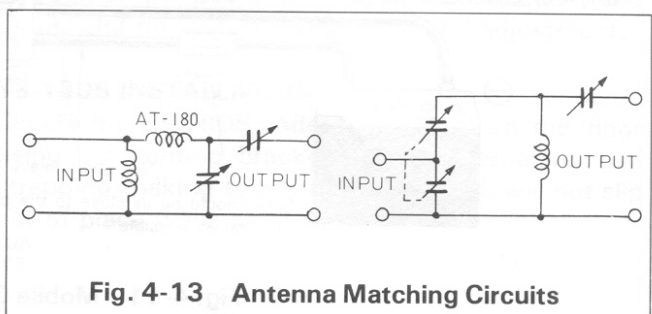 AT-180
INPUT
OUTPUT
INPUT
OUTPUT
Fig. 4-13 Antenna Matching Circuits